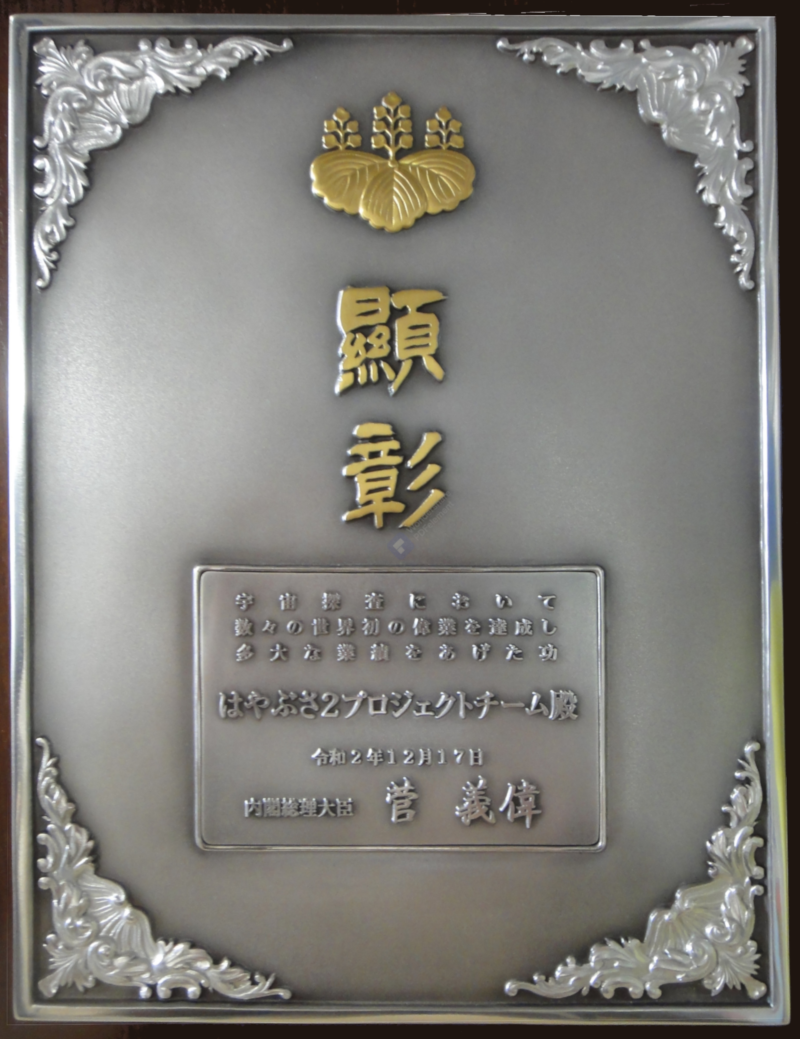 顯彰
宇宙探査において
数々の世界初の偉業を達成し
多大な業績をあげた功
はやぶさ2プロジェクトチーム殿
令和2年12月17日
内閣総理大臣 菅 義偉